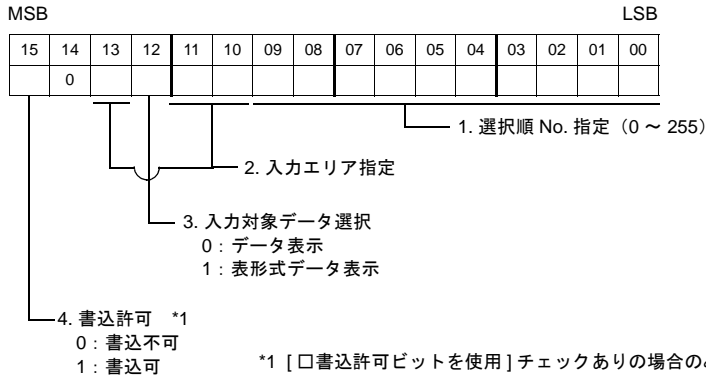 MSB LSB
15 14 13 12 11 10 09 08 07 06 05 04 03 02 01 00
0
1. 選択順 No. 指定（0 ～ 255）
2. 入力エリア指定
3. 入力対象データ選択
0：データ表示
1：表形式データ表示
4. 書込許可 *1
0：書込不可
1：書込可
*1 [ 口書込許可ビットを使用 ] チェックありの場合の